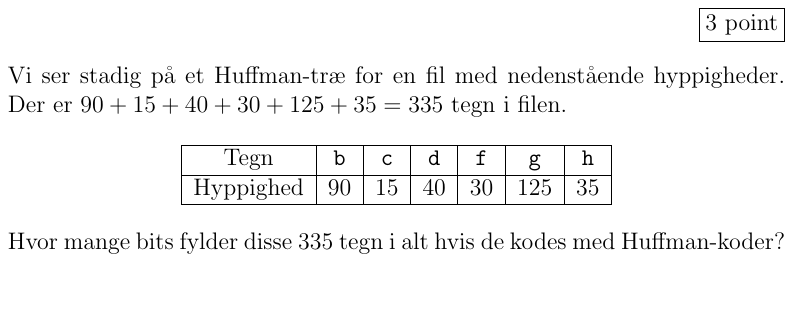 3 point
Vi ser stadig på et Huffman-træ for en fil med nedenstående hyppigheder.
Der er 90 + 15 + 40 + 30 + 125 + 35 = 335 tegn i filen.
Tegn b c d f g h
Hyppighed 90 15 40 30 125 35
Hvor mange bits fylder disse 335 tegn i alt hvis de kodes med Huffman-koder?